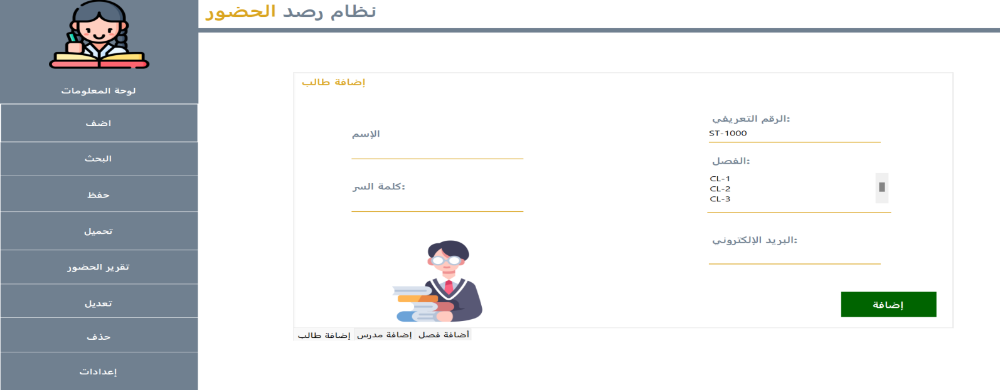 نظام رصد الحضور
لوحة المعلومات
اضف
البحث
حفظ
تحميل
تقرير الحضور
تعديل
حذف
إعدادات
إضافة طالب
الرقم التعريفي:
ST-1000
الفصل:
CL-1
CL-2
CL-3
البريد الإلكتروني:
الإسم
كلمة السر:
إضافة
إضافة طالب إضافة مدرس أضافة فصل